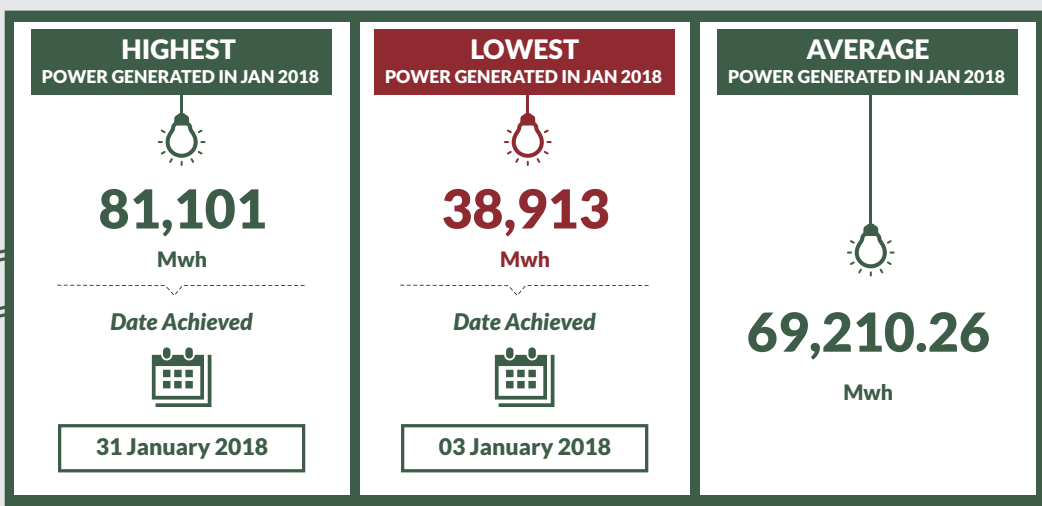 HIGHEST
POWER GENERATED IN JAN 2018
81,101
Mwh
Date Achieved
31 January 2018
LOWEST
POWER GENERATED IN JAN 2018
38,913
Mwh
Date Achieved
03 January 2018
AVERAGE
POWER GENERATED IN JAN 2018
69,210.26
Mwh